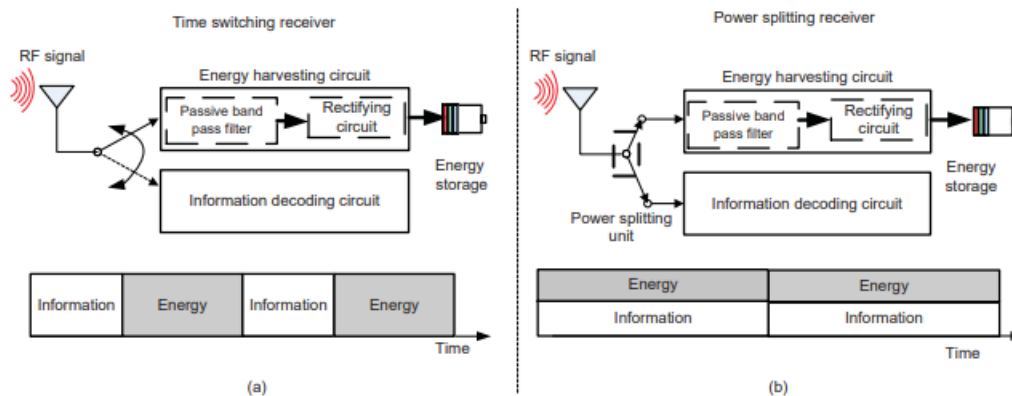 Time switching receiver
RF signal
Energy harvesting circuit
Passive band
pass filter
Rectifying
circuit
Energy
storage
Information decoding circuit
Information
Energy
Information
Energy
Time
(a)
Power splitting receiver
RF signal
Energy harvesting circuit
Passive band
pass filter
Rectifying
circuit
Energy
storage
Information decoding circuit
Power splitting
unit
Energy
Energy
Information
Information
Time
(b)